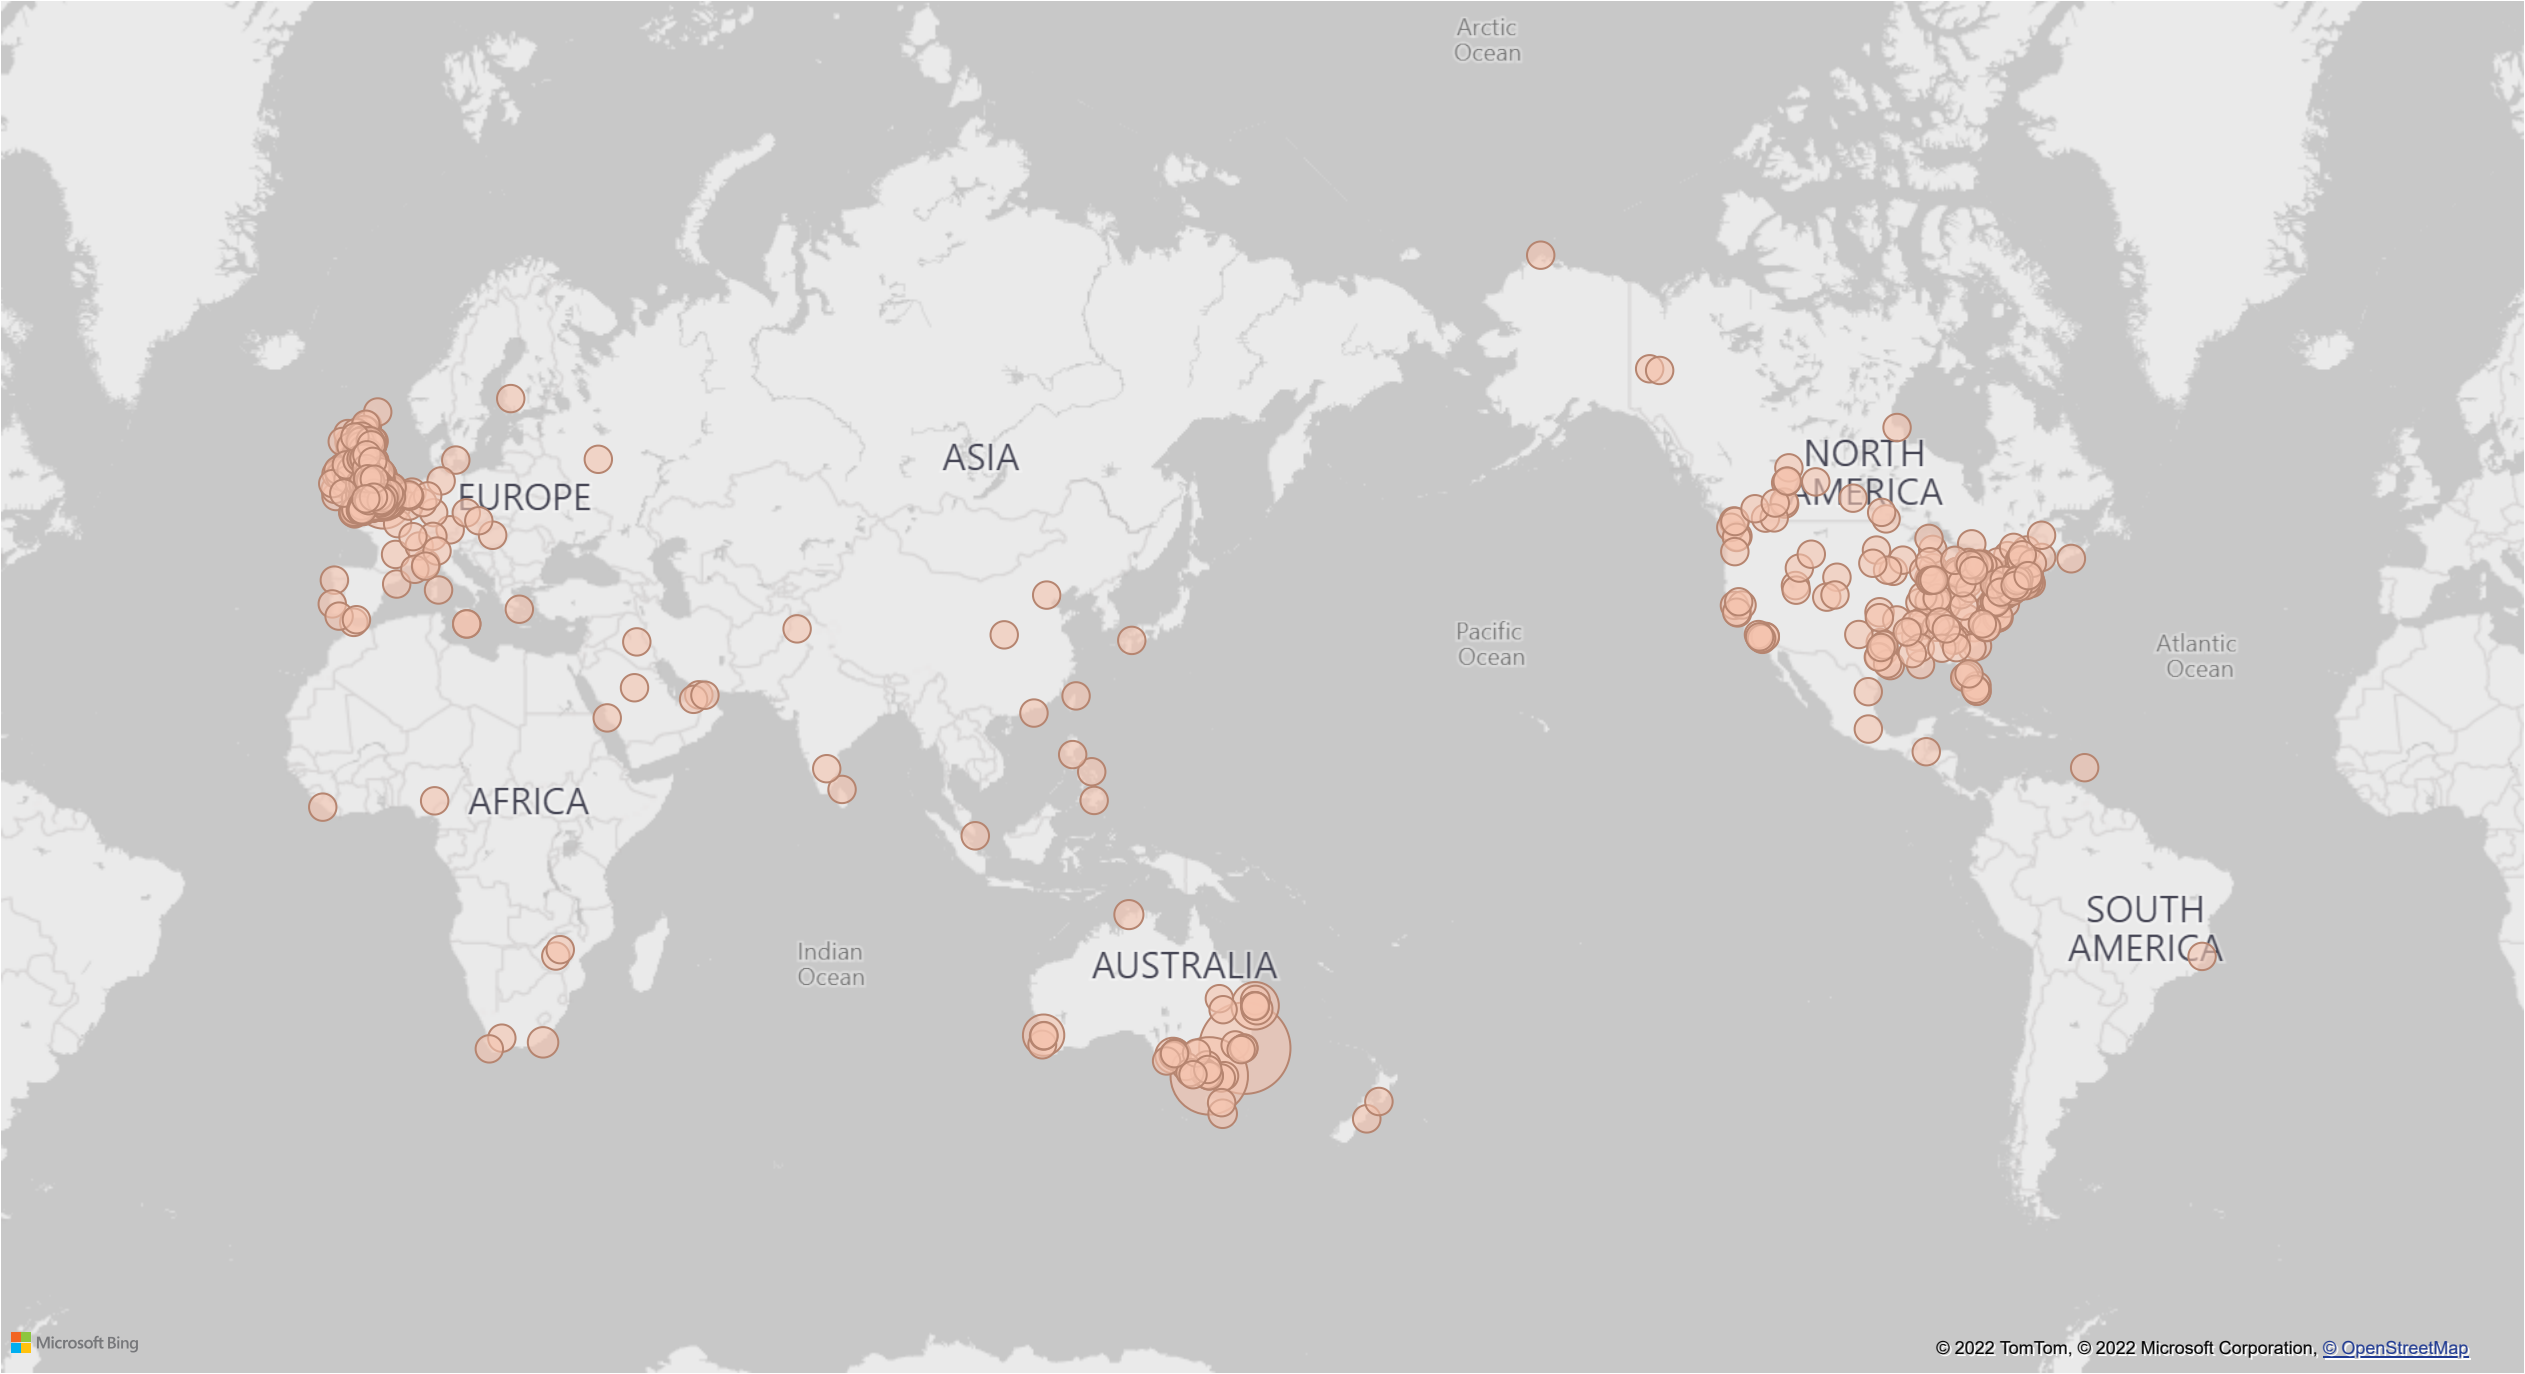 Arctic
Ocean
ASIA
NORTH
AMERICA
EUROPE
Pacific
Ocean
Atlantic
Ocean
AFRICA
SOUTH
AMERICA
Indian
Ocean
AUSTRALIA
Microsoft Bing
© 2022 TomTom, © 2022 Microsoft Corporation, © OpenStreetMap